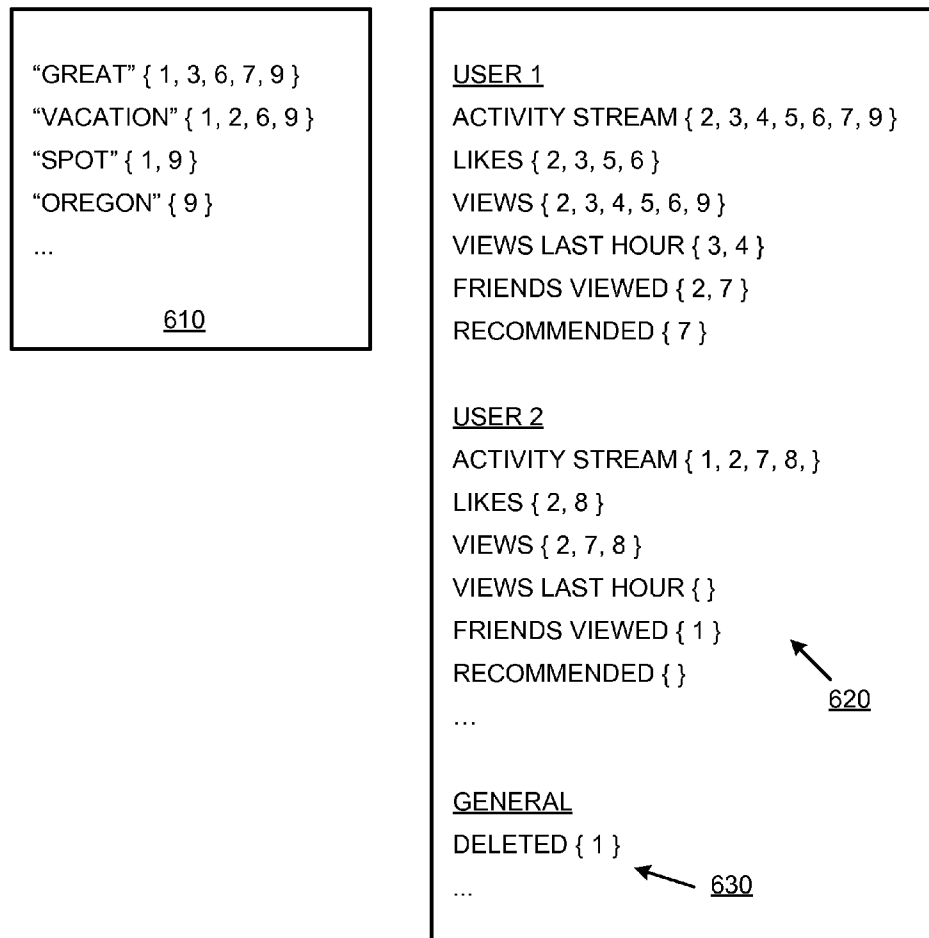 “GREAT” { 1, 3, 6, 7, 9 }
“VACATION” { 1, 2, 6, 9 }
“SPOT” { 1, 9 }
“OREGON” { 9 }
...
610
USER 1
ACTIVITY STREAM { 2, 3, 4, 5, 6, 7, 9 }
LIKES { 2, 3, 5, 6 }
VIEWS { 2, 3, 4, 5, 6, 9 }
VIEWS LAST HOUR { 3, 4 }
FRIENDS VIEWED { 2, 7 }
RECOMMENDED { 7 }
USER 2
ACTIVITY STREAM { 1, 2, 7, 8, }
LIKES { 2, 8 }
VIEWS { 2, 7, 8 }
VIEWS LAST HOUR { }
FRIENDS VIEWED { 1 }
RECOMMENDED { }
620
...
GENERAL
DELETED { 1 }
630
...